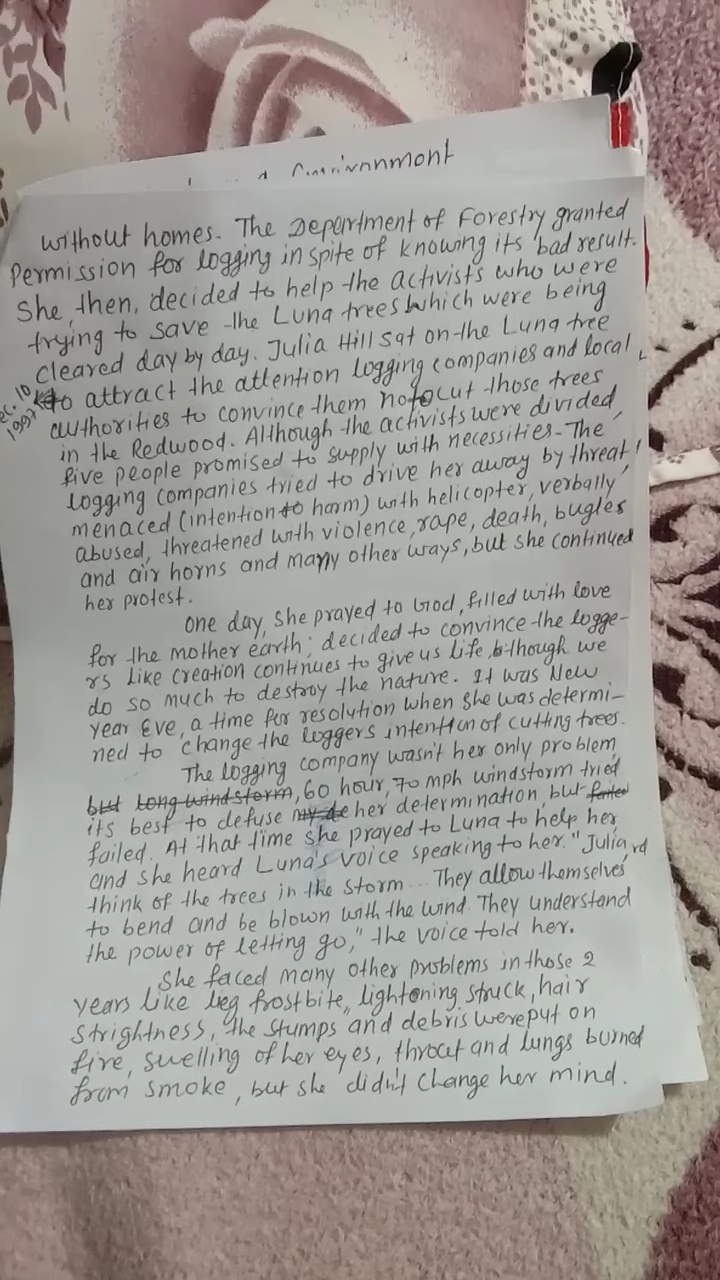 Environment
without homes. The Department of Forestry granted
permission for logging in spite of knowing its bad result.
She, then, decided to help the activists who were
trying to save the Luna trees which were being
cleared day by day. Julia Hill sat on the Luna tree
Dec. 10, 1997
to attract the attention logging companies and local
authorities to convince them not to cut those trees
in the Redwood. Although the activists were divided,
five people promised to supply with necessities. The
logging companies tried to drive her away by threat,
menaced (intention to harm) with helicopter, verbally
abused, threatened with violence, rape, death, bugles
and air horns and many other ways, but she continued
her protest.
One day, she prayed to God, filled with love
for the mother earth; decided to convince the logge-
rs like creation continues to give us life though we
do so much to destroy the nature. It was New
year Eve, a time for resolution when she was determi-
ned to change the loggers intention of cutting trees.
The logging company wasn't her only problem,
but long windstorm, 60 hour, 70 mph windstorm tried
its best to defuse her determination, but failed
failed. At that time she prayed to Luna to help her
and she heard Luna's voice speaking to her. "Julia
think of the trees in the storm... They allow themselves
to bend and be blown with the wind. They understand
the power of letting go," the voice told her.
She faced many other problems in those 2
years like leg frostbite, lightening struck, hair
strightness, the stumps and debris were put on
fire, swelling of her eyes, throat and lungs burned
from smoke, but she didn't change her mind.